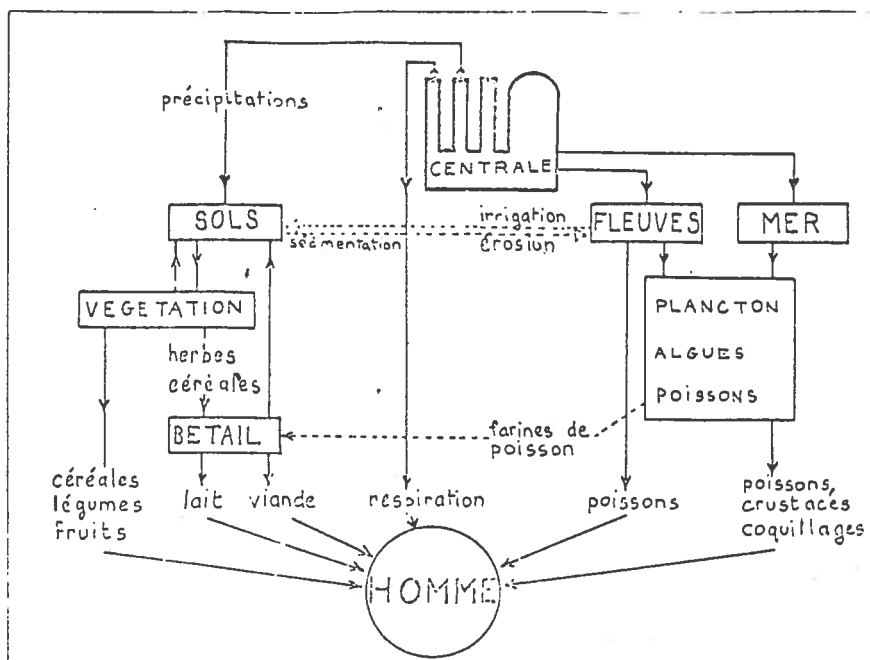 précipitations
CENTRALE
SOLS
irrigation
FLEUVES
MER
sédmentation
érosion
VEGETATION
PLANCTON
herbes
céréales
ALGUES
POISSONS
BETAIL
farines de
poisson
céréales
légumes
fruits
lait
viande
respiration
poissons
poissons,
crustacés
coquillages
HOMME